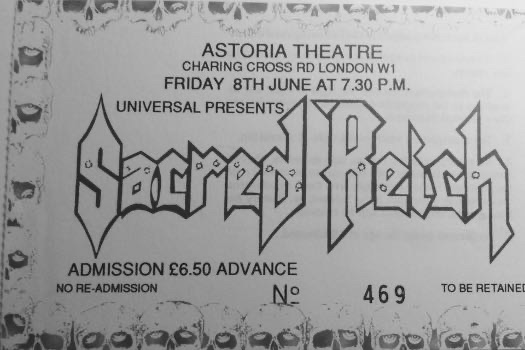 ASTORIA THEATRE
CHARING CROSS RD LONDON W1
FRIDAY 8TH JUNE AT 7.30 P.M.
UNIVERSAL PRESENTS
Sacred Reich
ADMISSION £6.50 ADVANCE
NO RE-ADMISSION No 469 TO BE RETAINED